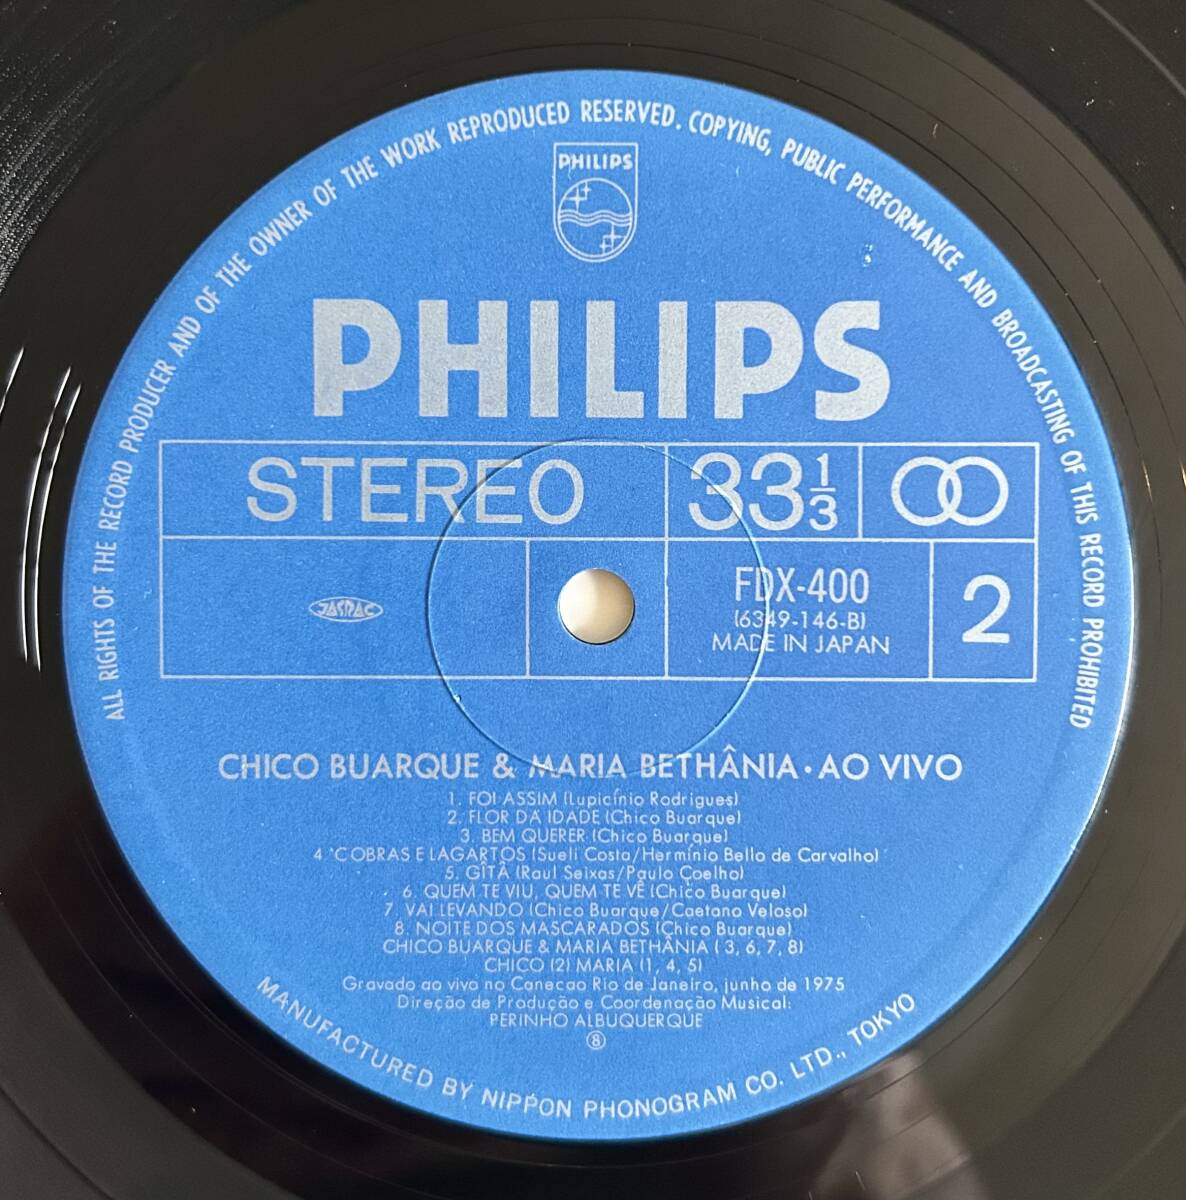 ALL RIGHTS OF THE RECORD PRODUCER AND OF THE OWNER OF THE WORK REPRODUCED RESERVED. COPYING, PUBLIC PERFORMANCE AND BROADCASTING OF THIS RECORD PROHIBITED
PHILIPS
PHILIPS
STEREO 33 1/3
JASRAC
FDX-400
(6349-146-B)
MADE IN JAPAN
2
CHICO BUARQUE & MARIA BETHÂNIA • AO VIVO
1. FOI ASSIM (Lupicínio Rodrigues)
2. FLOR DA IDADE (Chico Buarque)
3. BEM QUERER (Chico Buarque)
4 'COBRAS E LAGARTOS (Sueli Costa/Hermínio Bello de Carvalho)
5. GÎTÂ (Raul Seixas/Paulo Coelho)
6. QUEM TE VIU, QUEM TE VÊ (Chico Buarque)
7. VAI LEVANDO (Chico Buarque/Caetano Veloso)
8. NOITE DOS MASCARADOS (Chico Buarque)
CHICO BUARQUE & MARIA BETHÂNIA ( 3, 6, 7, 8)
CHICO (2) MARIA (1, 4, 5)
Gravado ao vivo no Canecao Rio de Janeiro, junho de 1975
Direção de Produção e Coordenação Musical:
PERINHO ALBUQUERQUE
⑧
MANUFACTURED BY NIPPON PHONOGRAM CO. LTD., TOKYO